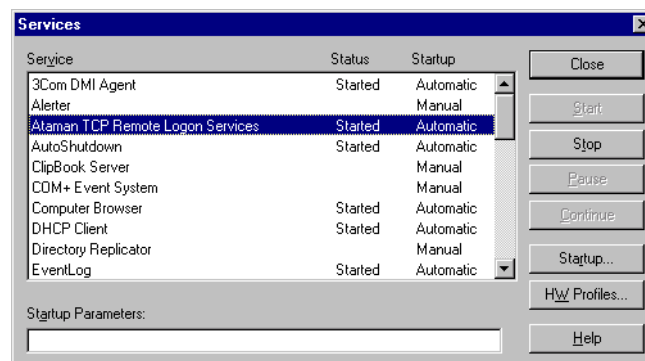 Services
Service Status Startup
3Com DMI Agent Started Automatic
Alerter Manual
Ataman TCP Remote Logon Services Started Automatic
AutoShutdown Started Automatic
ClipBook Server Manual
COM+ Event System Manual
Computer Browser Started Automatic
DHCP Client Started Automatic
Directory Replicator Manual
EventLog Started Automatic
Startup Parameters:
Close
Start
Stop
Pause
Continue
Startup...
HW Profiles...
Help